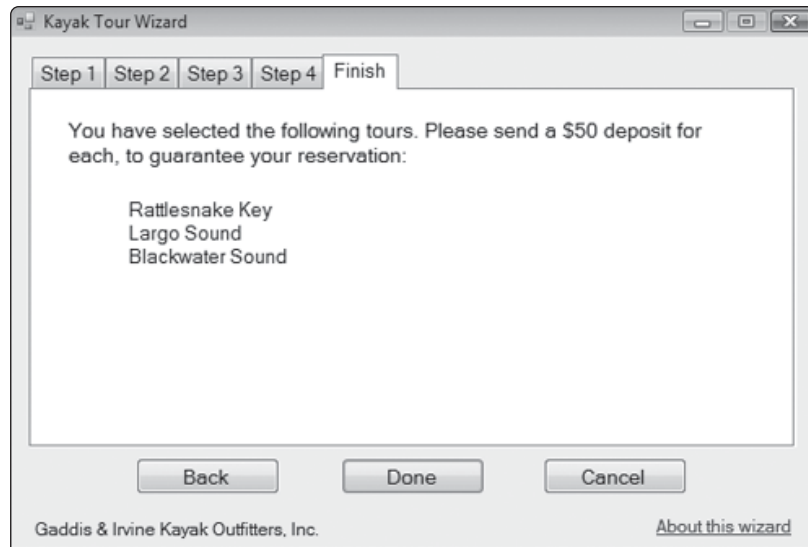 Kayak Tour Wizard
Step 1 Step 2 Step 3 Step 4 Finish
You have selected the following tours. Please send a $50 deposit for
each, to guarantee your reservation:
Rattlesnake Key
Largo Sound
Blackwater Sound
Back Done Cancel
Gaddis & Irvine Kayak Outfitters, Inc. About this wizard